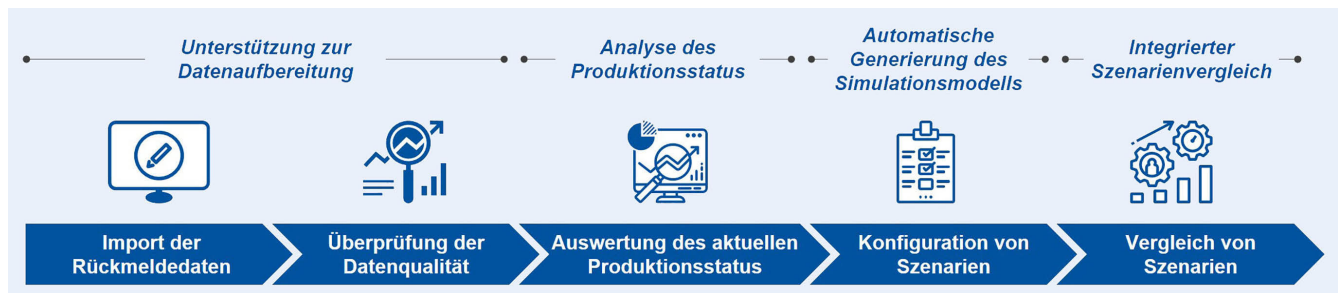 Unterstützung zur
Datenaufbereitung
Analyse des
Produktionsstatus
Automatische
Generierung des
Simulationsmodells
Integrierter
Szenarienvergleich
Import der
Rückmeldedaten
Überprüfung der
Datenqualität
Auswertung des aktuellen
Produktionsstatus
Konfiguration von
Szenarien
Vergleich von
Szenarien